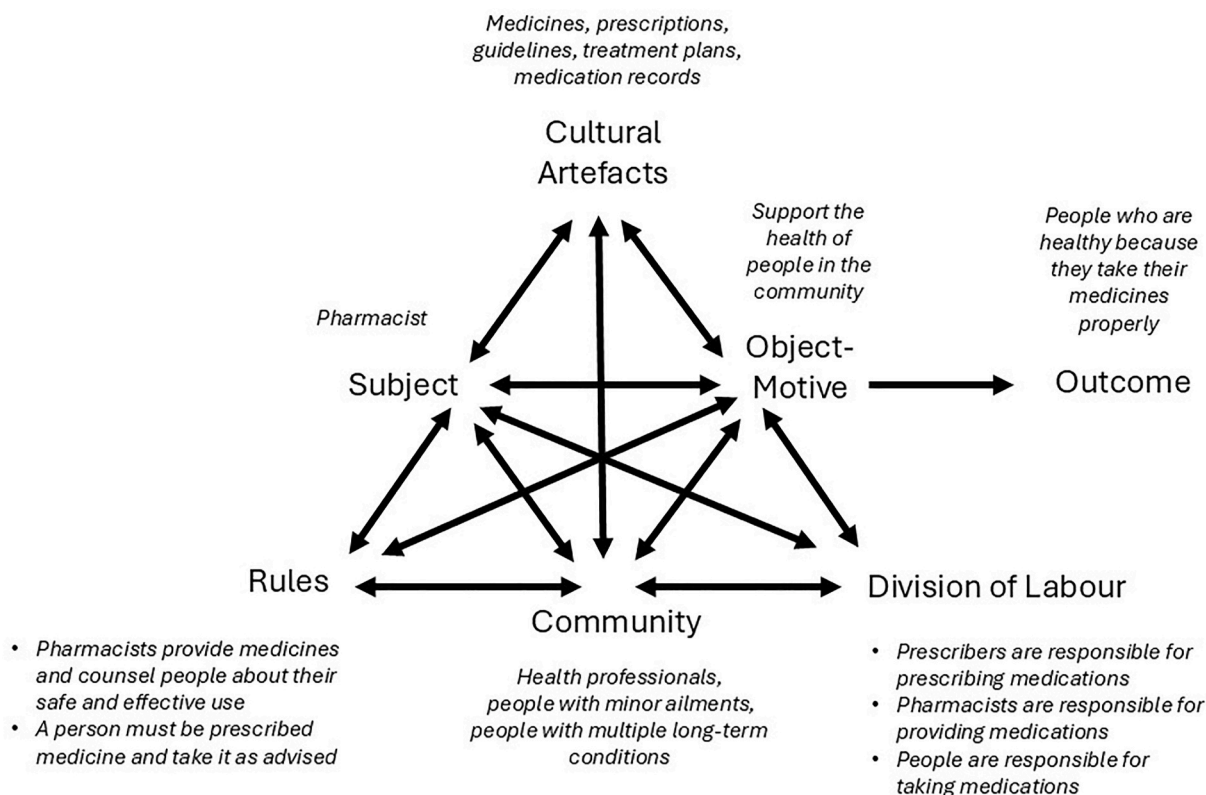 Medicines, prescriptions,
guidelines, treatment plans,
medication records
Cultural
Artefacts
Support the
health of
people in the
community
People who are
healthy because
they take their
medicines
properly
Pharmacist
Subject
Object-
Motive
Outcome
Rules
Community
Division of Labour
• Pharmacists provide medicines
and counsel people about their
safe and effective use
• A person must be prescribed
medicine and take it as advised
Health professionals,
people with minor ailments,
people with multiple long-term
conditions
• Prescribers are responsible for
prescribing medications
• Pharmacists are responsible for
providing medications
• People are responsible for
taking medications